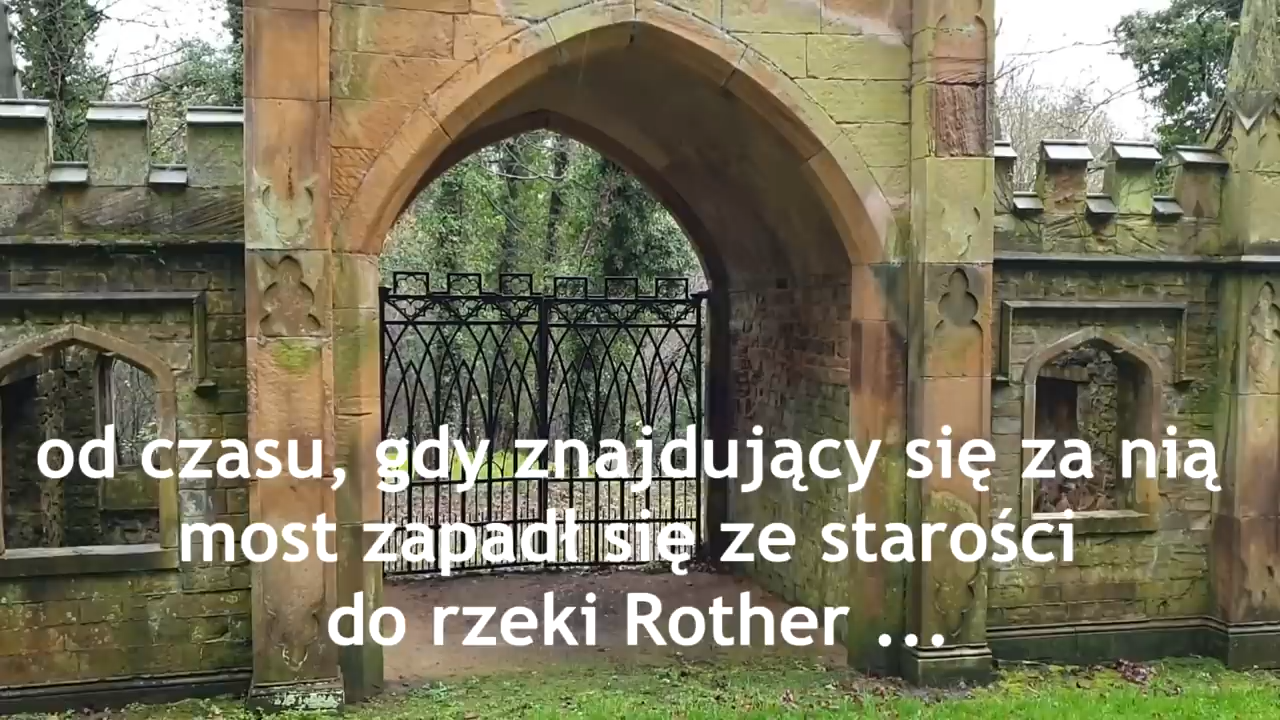 od czasu, gdy znajdujący się za nią
most zapadł się ze starości
do rzeki Rother ...